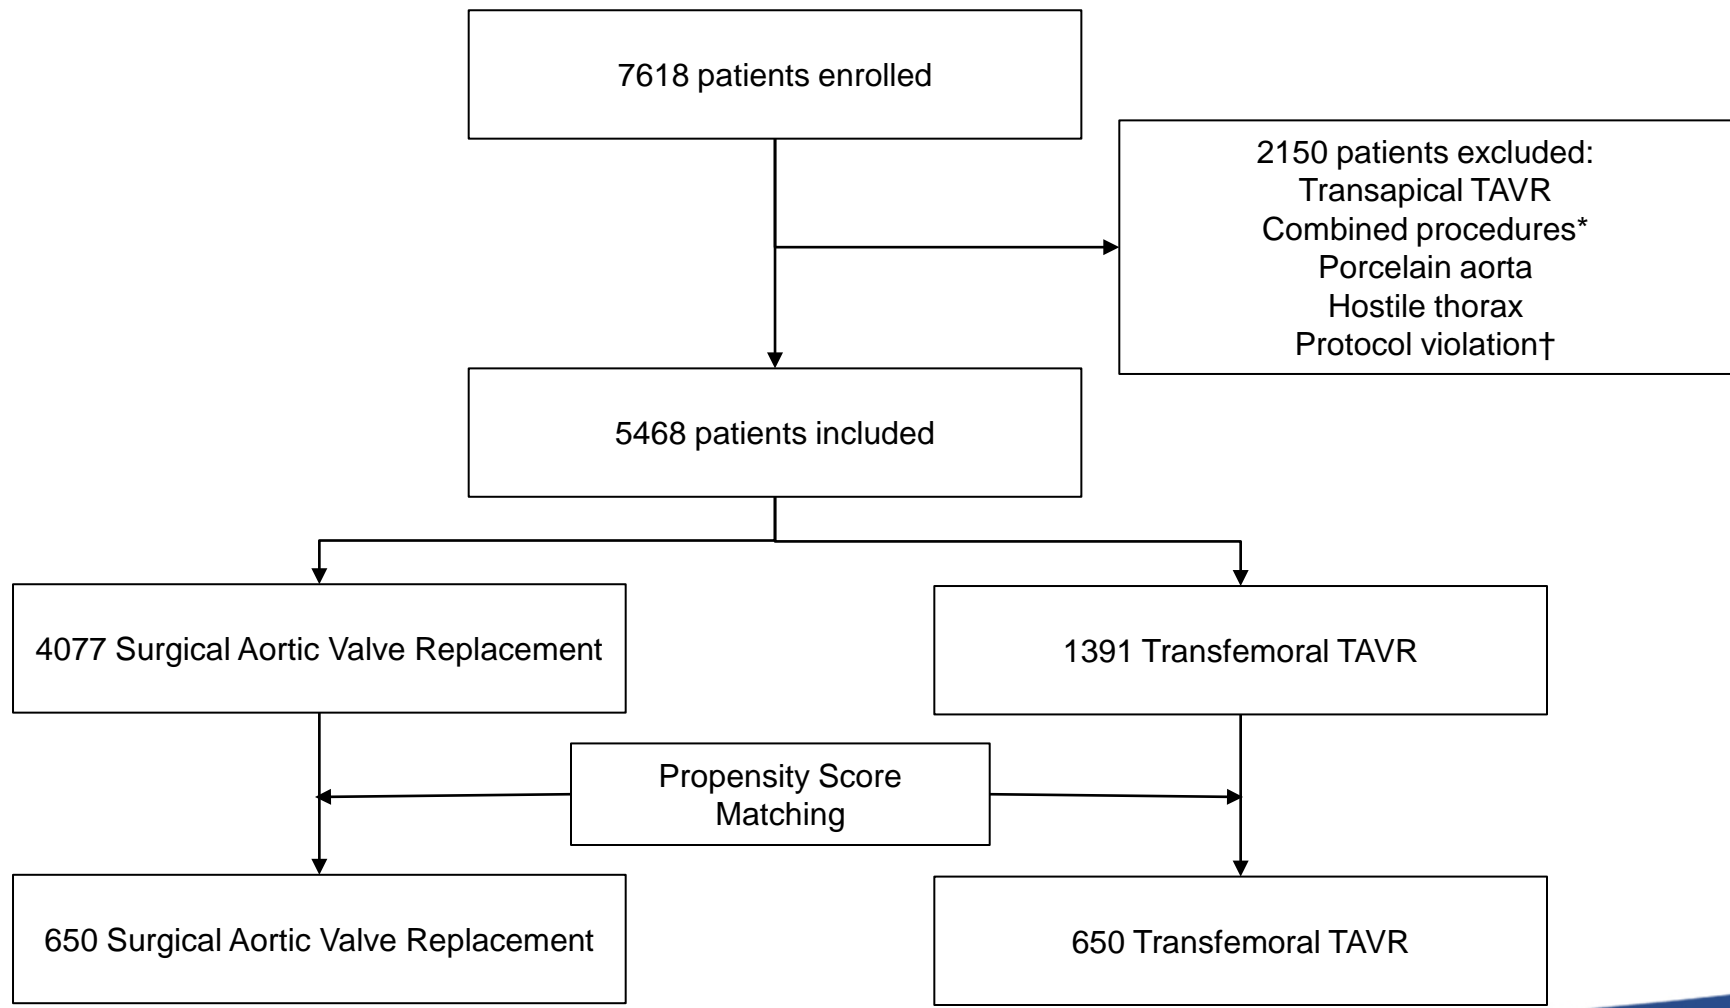 7618 patients enrolled
2150 patients excluded:
Transapical TAVR
Combined procedures*
Porcelain aorta
Hostile thorax
Protocol violation†
5468 patients included
4077 Surgical Aortic Valve Replacement
1391 Transfemoral TAVR
Propensity Score
Matching
650 Surgical Aortic Valve Replacement
650 Transfemoral TAVR